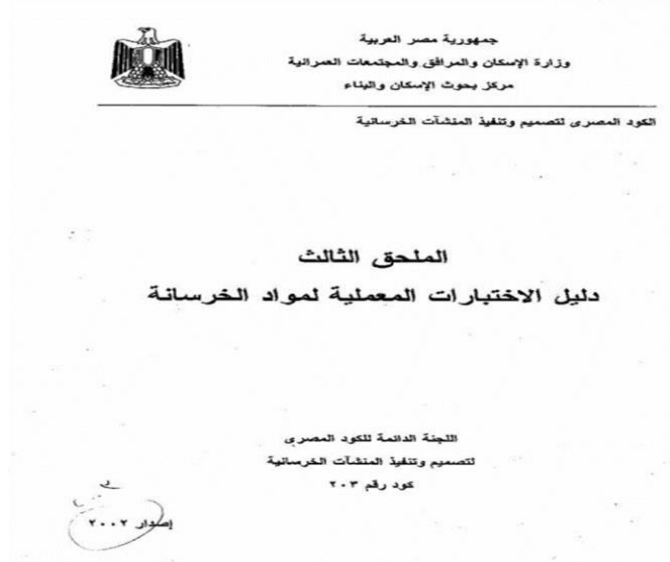 جمهورية مصر العربية
وزارة الإسكان والمرافق والمجتمعات العمرانية
مركز بحوث الإسكان والبناء
الكود المصرى لتصميم وتنفيذ المنشآت الخرسانية
الملحق الثالث
دليل الاختبارات المعملية لمواد الخرسانة
اللجنة الدائمة للكود المصرى
لتصميم وتنفيذ المنشآت الخرسانية
كود رقم ٢٠٣
إصدار ٢٠٠٢